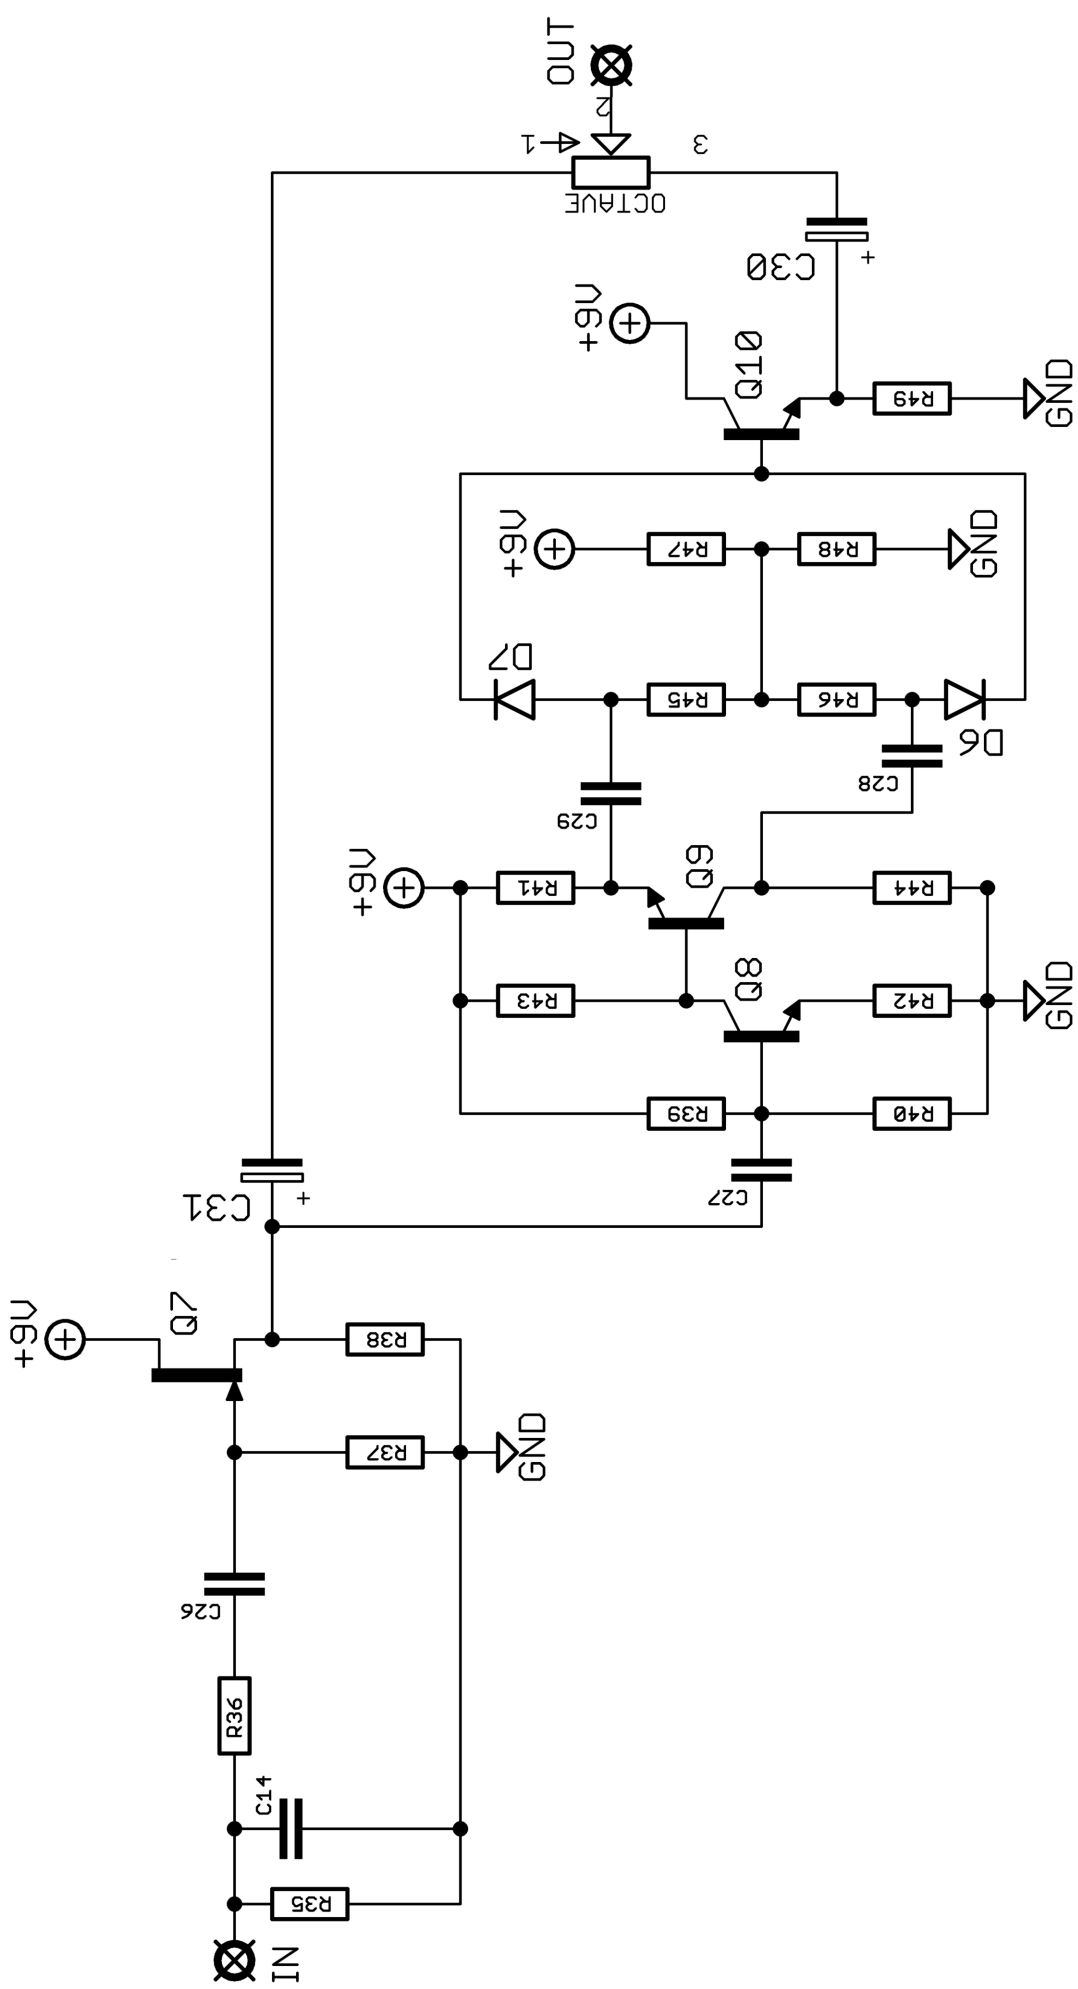 OUT
2
1
3
OCTAVE
C30
+
+9V
Q10
R49
GND
+9V
R47
R48
GND
D7
R45
R46
D6
C28
C29
+9V
R41
Q9
R44
R43
Q8
R42
GND
R39
R40
C27
C31
+
+9V
Q7
R38
R37
GND
C26
R36
C14
R35
IN